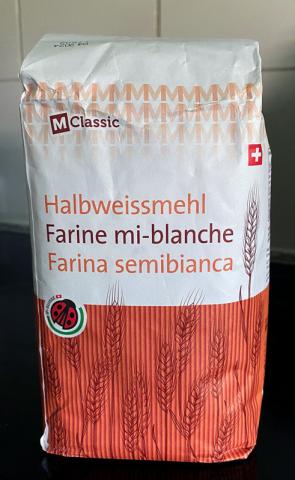 M Classic
Halbweissmehl
Farine mi-blanche
Farina semibianca